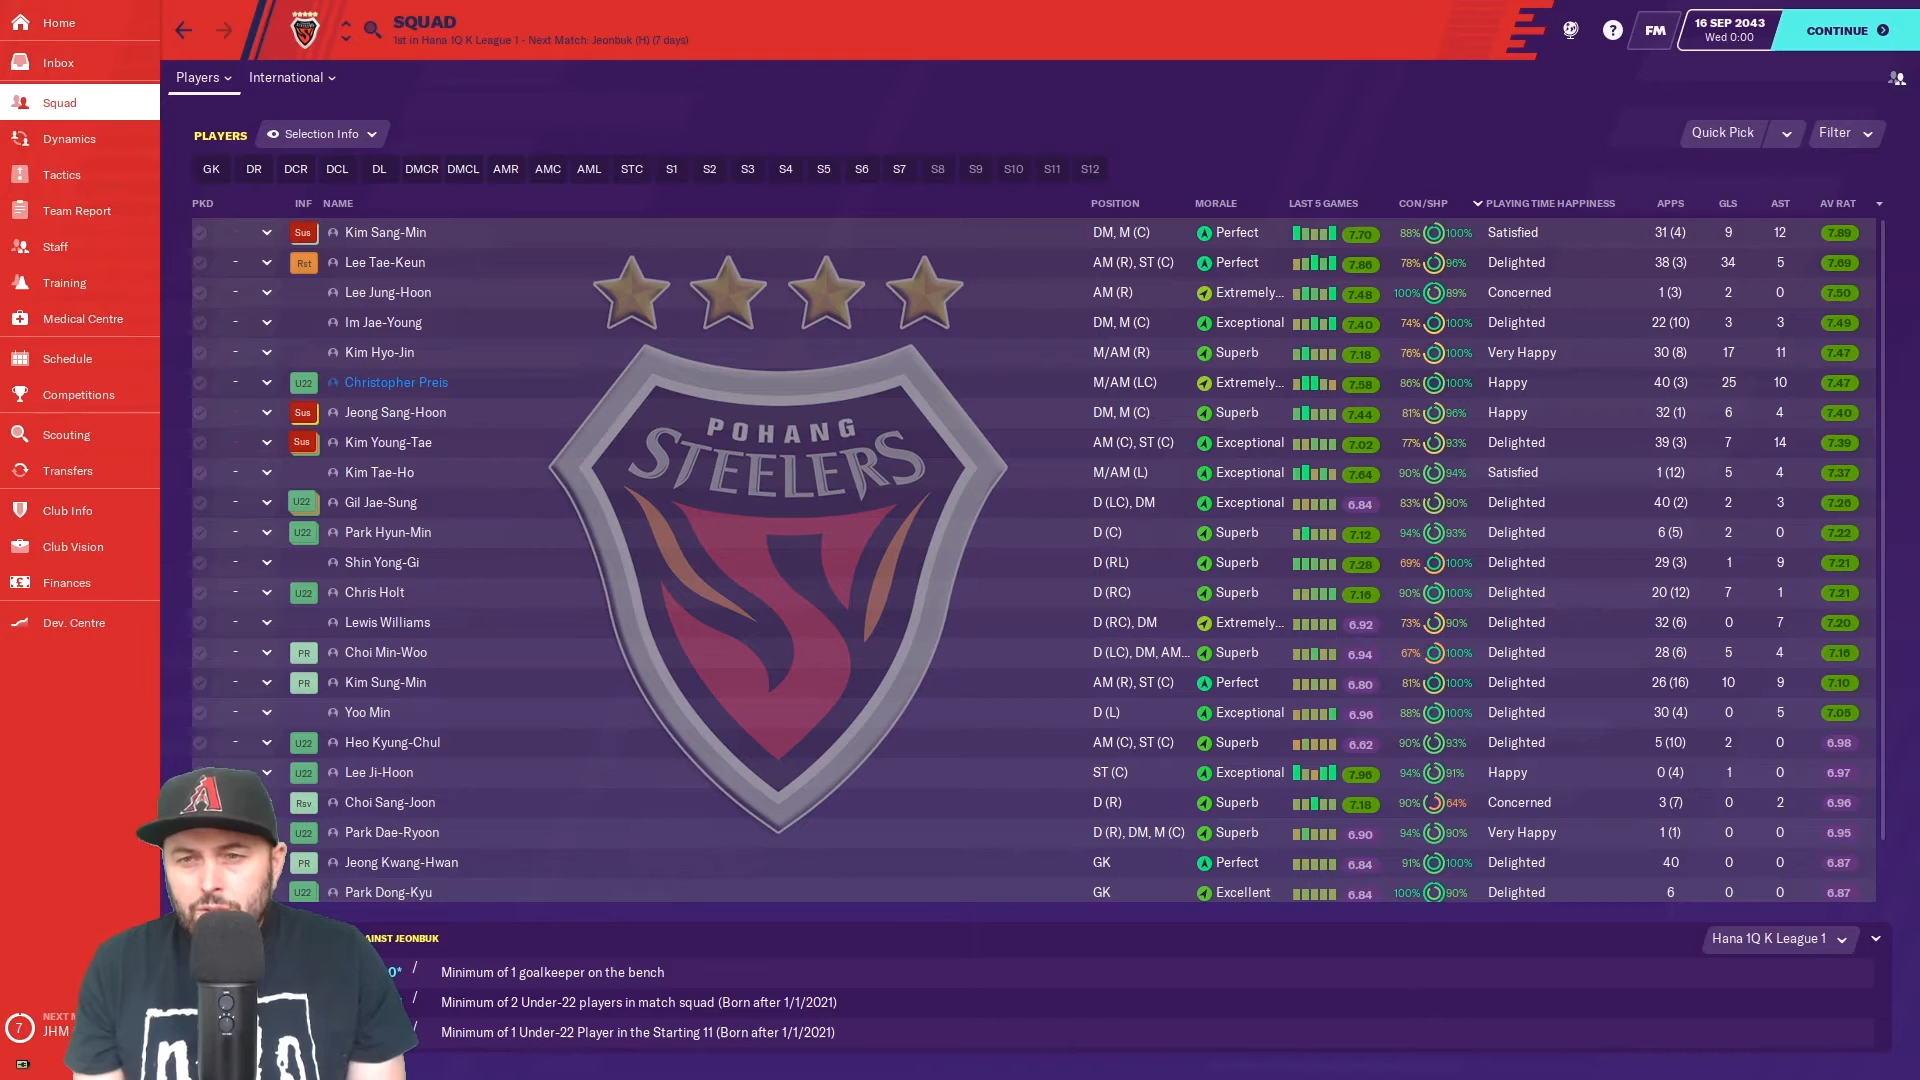 Home
Inbox
Squad
Dynamics
Tactics
Team Report
Staff
Training
Medical Centre
Schedule
Competitions
Scouting
Transfers
Club Info
Club Vision
Finances
Dev. Centre
SQUAD
1st in Hana 1Q K League 1 - Next Match: Jeonbuk (H) (7 days)
FM
16 SEP 2043
Wed 0:00
CONTINUE
Players International
PLAYERS Selection Info Quick Pick Filter
GK DR DCR DCL DL DMCR DMCL AMR AMC AML STC S1 S2 S3 S4 S5 S6 S7 S8 S9 S10 S11 S12
PKD INF NAME POSITION MORALE LAST 5 GAMES CON/SHP PLAYING TIME HAPPINESS APPS GLS AST AV RAT
- Sus Kim Sang-Min DM, M (C) Perfect 7.70 88% 100% Satisfied 31 (4) 9 12 7.89
- Rst Lee Tae-Keun AM (R), ST (C) Perfect 7.86 78% 96% Delighted 38 (3) 34 5 7.69
- Lee Jung-Hoon AM (R) Extremely... 7.48 100% 89% Concerned 1 (3) 2 0 7.50
- Im Jae-Young DM, M (C) Exceptional 7.40 74% 100% Delighted 22 (10) 3 3 7.49
- Kim Hyo-Jin M/AM (R) Superb 7.18 76% 100% Very Happy 30 (8) 17 11 7.47
- U22 Christopher Preis M/AM (LC) Extremely... 7.58 86% 100% Happy 40 (3) 25 10 7.47
- Sus Jeong Sang-Hoon DM, M (C) Superb 7.44 81% 96% Happy 32 (1) 6 4 7.40
- Sus Kim Young-Tae AM (C), ST (C) Exceptional 7.02 77% 93% Delighted 39 (3) 7 14 7.39
- Kim Tae-Ho M/AM (L) Exceptional 7.64 90% 94% Satisfied 1 (12) 5 4 7.37
- U22 Gil Jae-Sung D (LC), DM Exceptional 6.84 83% 90% Delighted 40 (2) 2 3 7.26
- U22 Park Hyun-Min D (C) Superb 7.12 94% 93% Delighted 6 (5) 2 0 7.22
- Shin Yong-Gi D (RL) Superb 7.28 69% 100% Delighted 29 (3) 1 9 7.21
- U22 Chris Holt D (RC) Superb 7.16 90% 100% Delighted 20 (12) 7 1 7.21
- Lewis Williams D (RC), DM Extremely... 6.92 73% 90% Delighted 32 (6) 0 7 7.20
- PR Choi Min-Woo D (LC), DM, AM... Superb 6.94 67% 100% Delighted 28 (6) 5 4 7.16
- PR Kim Sung-Min AM (R), ST (C) Perfect 6.80 81% 100% Delighted 26 (16) 10 9 7.10
- Yoo Min D (L) Exceptional 6.96 88% 100% Delighted 30 (4) 0 5 7.05
- U22 Heo Kyung-Chul AM (C), ST (C) Superb 6.62 90% 93% Delighted 5 (10) 2 0 6.98
U22 Lee Ji-Hoon ST (C) Exceptional 7.96 94% 91% Happy 0 (4) 1 0 6.97
Rsv Choi Sang-Joon D (R) Superb 7.18 90% 64% Concerned 3 (7) 0 2 6.96
U22 Park Dae-Ryoon D (R), DM, M (C) Superb 6.90 94% 90% Very Happy 1 (1) 0 0 6.95
PR Jeong Kwang-Hwan GK Perfect 6.84 91% 100% Delighted 40 0 0 6.87
U22 Park Dong-Kyu GK Excellent 6.84 100% 90% Delighted 6 0 0 6.87
POHANG
STEELERS
AINST JEONBUK Hana 1Q K League 1
0* / Minimum of 1 goalkeeper on the bench
/ Minimum of 2 Under-22 players in match squad (Born after 1/1/2021)
/ Minimum of 1 Under-22 Player in the Starting 11 (Born after 1/1/2021)
7
NEXT M
JHM
A